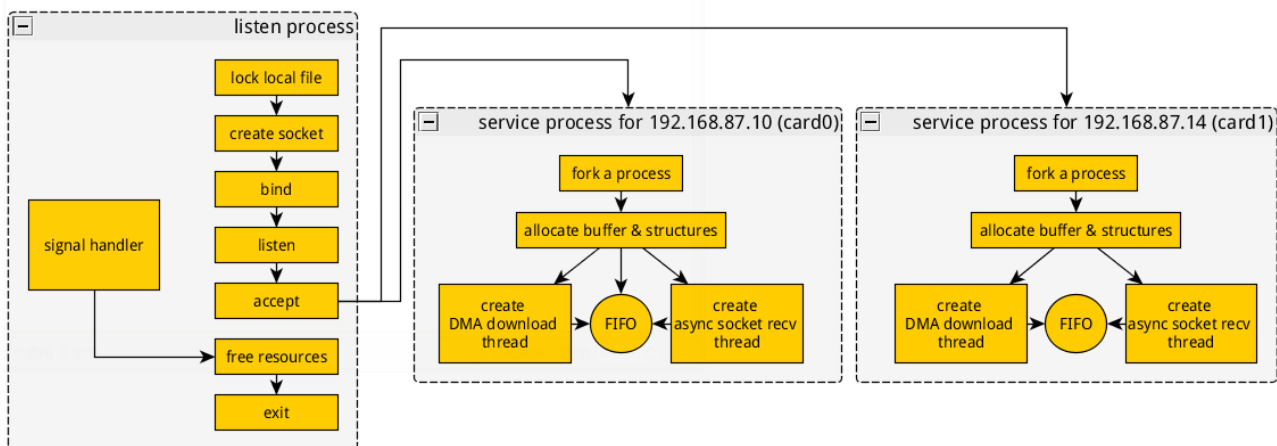 listen process
lock local file
create socket
bind
signal handler
listen
accept
free resources
exit
service process for 192.168.87.10 (card0)
fork a process
allocate buffer & structures
create
DMA download
thread
FIFO
create
async socket recv
thread
service process for 192.168.87.14 (card1)
fork a process
allocate buffer & structures
create
DMA download
thread
FIFO
create
async socket recv
thread